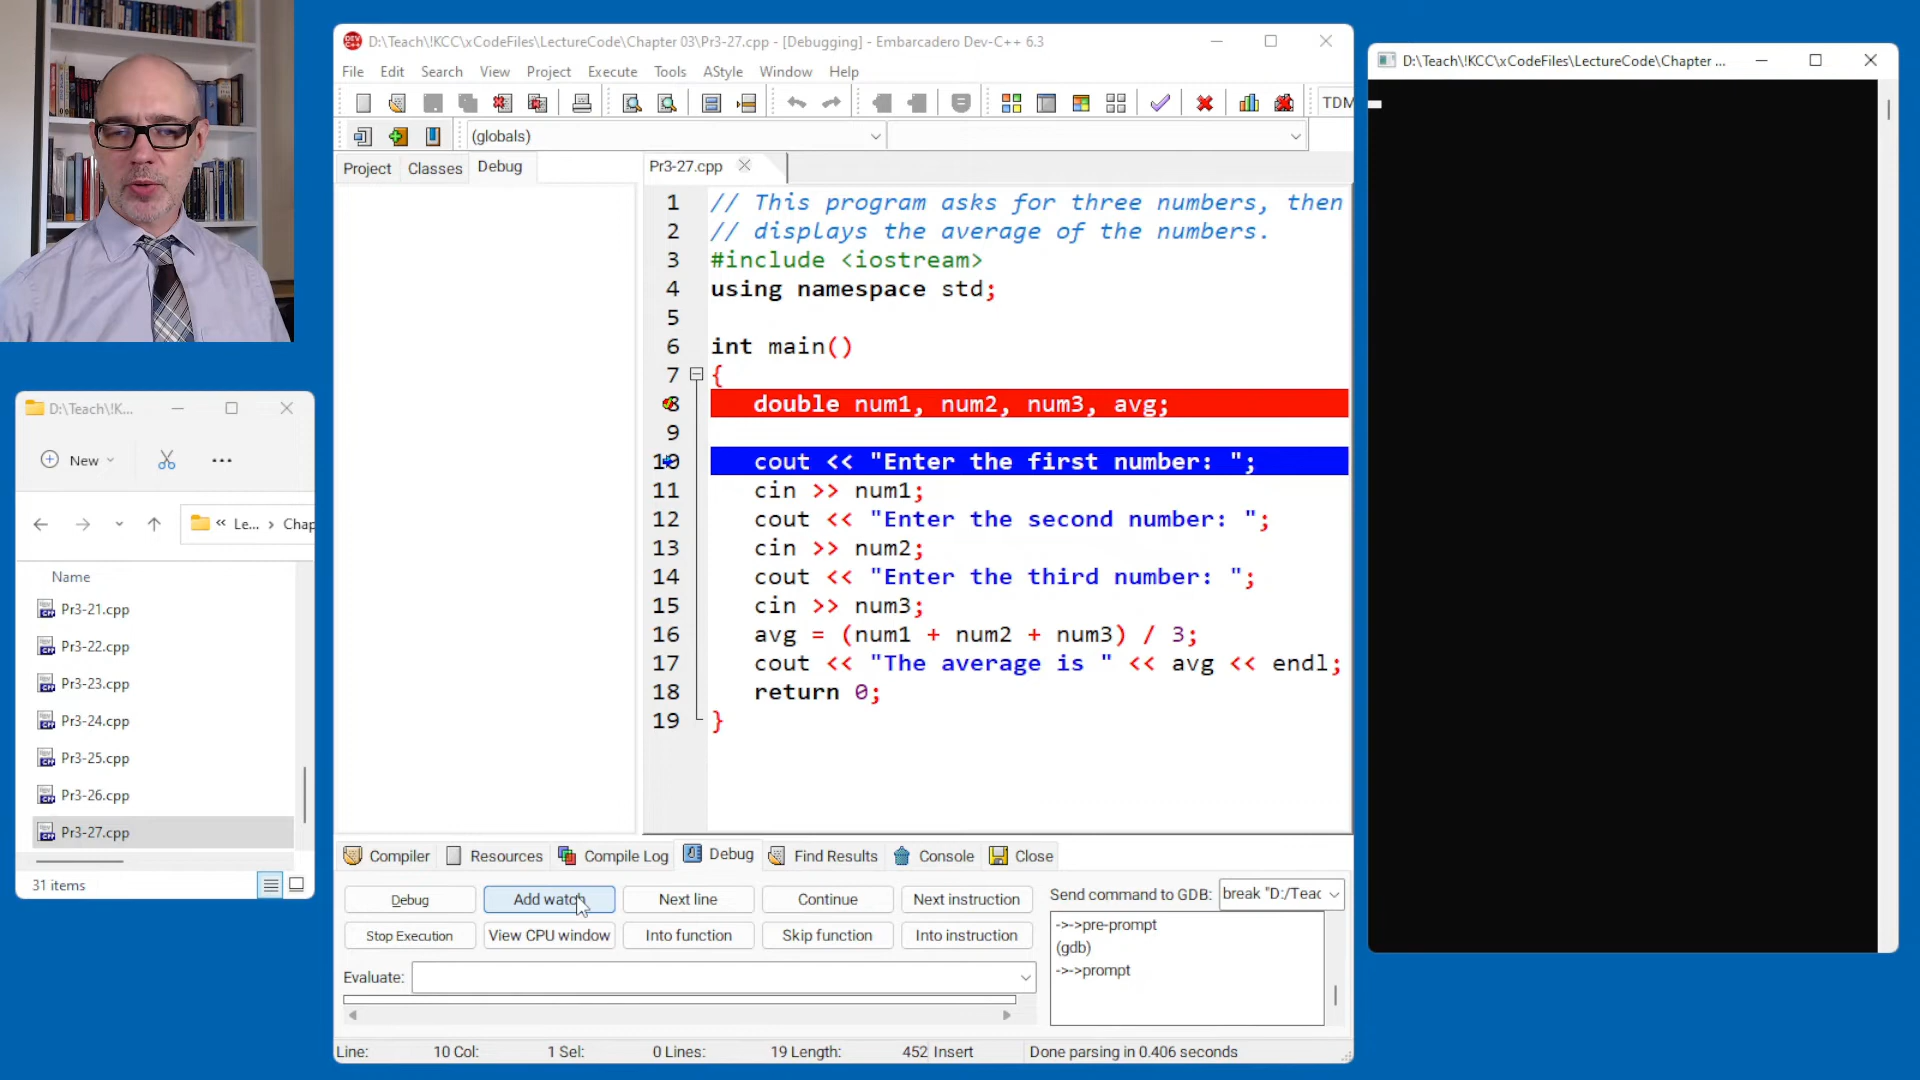 D:\Teach\!KCC\xCodeFiles\LectureCode\Chapter 03\Pr3-27.cpp - [Debugging] - Embarcadero Dev-C++ 6.3
File Edit Search View Project Execute Tools AStyle Window Help
TDM
(globals)
Project Classes Debug
Pr3-27.cpp
1 // This program asks for three numbers, then
2 // displays the average of the numbers.
3 #include <iostream>
4 using namespace std;
5
6 int main()
7 {
8 double num1, num2, num3, avg;
9
10 cout << "Enter the first number: ";
11 cin >> num1;
12 cout << "Enter the second number: ";
13 cin >> num2;
14 cout << "Enter the third number: ";
15 cin >> num3;
16 avg = (num1 + num2 + num3) / 3;
17 cout << "The average is " << avg << endl;
18 return 0;
19 }
Compiler Resources Compile Log Debug Find Results Console Close
Debug Add watch Next line Continue Next instruction
Stop Execution View CPU window Into function Skip function Into instruction
Evaluate:
Send command to GDB: break "D:/Teac
->->pre-prompt
(gdb)
->->prompt
Line: 10 Col: 1 Sel: 0 Lines: 19 Length: 452 Insert Done parsing in 0.406 seconds
D:\Teach\!KCC\xCodeFiles\LectureCode\Chapter ...
D:\Teach\!K...
New
Le... > Chap
Name
Pr3-21.cpp
Pr3-22.cpp
Pr3-23.cpp
Pr3-24.cpp
Pr3-25.cpp
Pr3-26.cpp
Pr3-27.cpp
31 items